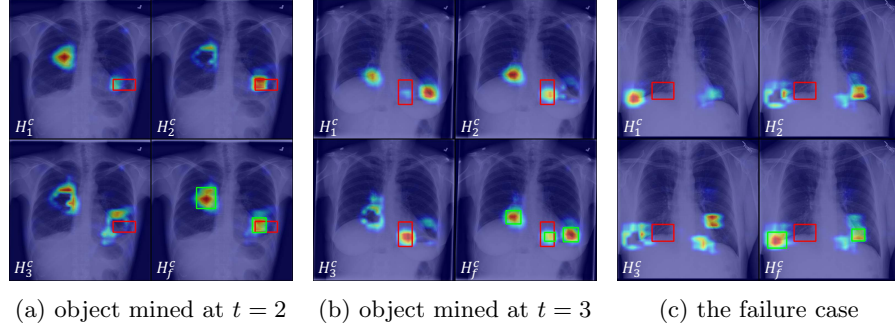 H₁ᶜ H₂ᶜ H₁ᶜ H₂ᶜ H₁ᶜ H₂ᶜ
H₃ᶜ H_fᶜ H₃ᶜ H_fᶜ H₃ᶜ H_fᶜ
(a) object mined at t = 2 (b) object mined at t = 3 (c) the failure case